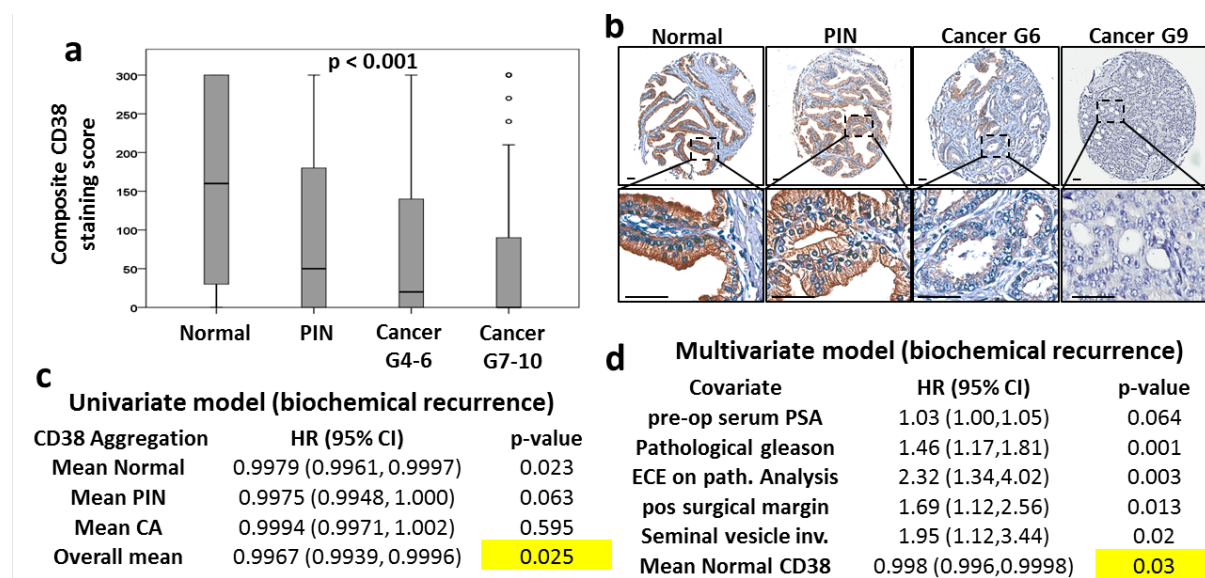 a
p < 0.001
Composite CD38
staining score
300
250
200
150
100
50
0
Normal
PIN
Cancer
G4-6
Cancer
G7-10
b
Normal
PIN
Cancer G6
Cancer G9
c
Univariate model (biochemical recurrence)
CD38 Aggregation HR (95% CI) p-value
Mean Normal 0.9979 (0.9961, 0.9997) 0.023
Mean PIN 0.9975 (0.9948, 1.000) 0.063
Mean CA 0.9994 (0.9971, 1.002) 0.595
Overall mean 0.9967 (0.9939, 0.9996) 0.025
d
Multivariate model (biochemical recurrence)
Covariate HR (95% CI) p-value
pre-op serum PSA 1.03 (1.00,1.05) 0.064
Pathological gleason 1.46 (1.17,1.81) 0.001
ECE on path. Analysis 2.32 (1.34,4.02) 0.003
pos surgical margin 1.69 (1.12,2.56) 0.013
Seminal vesicle inv. 1.95 (1.12,3.44) 0.02
Mean Normal CD38 0.998 (0.996,0.9998) 0.03